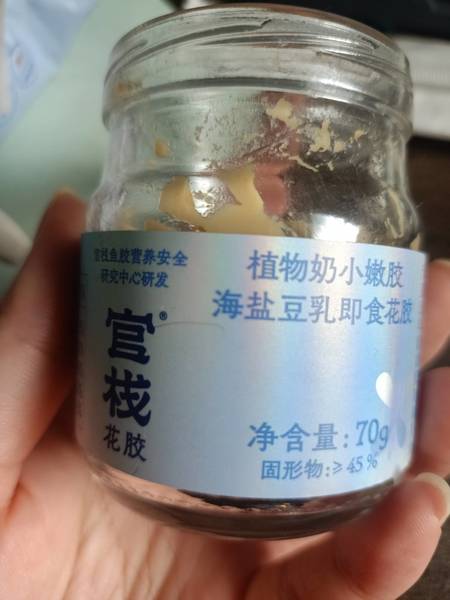 官栈鱼胶营养安全
研究中心研发
官栈®
花胶
植物奶小嫩胶
海盐豆乳即食花胶
净含量:70g
固形物:≥45%